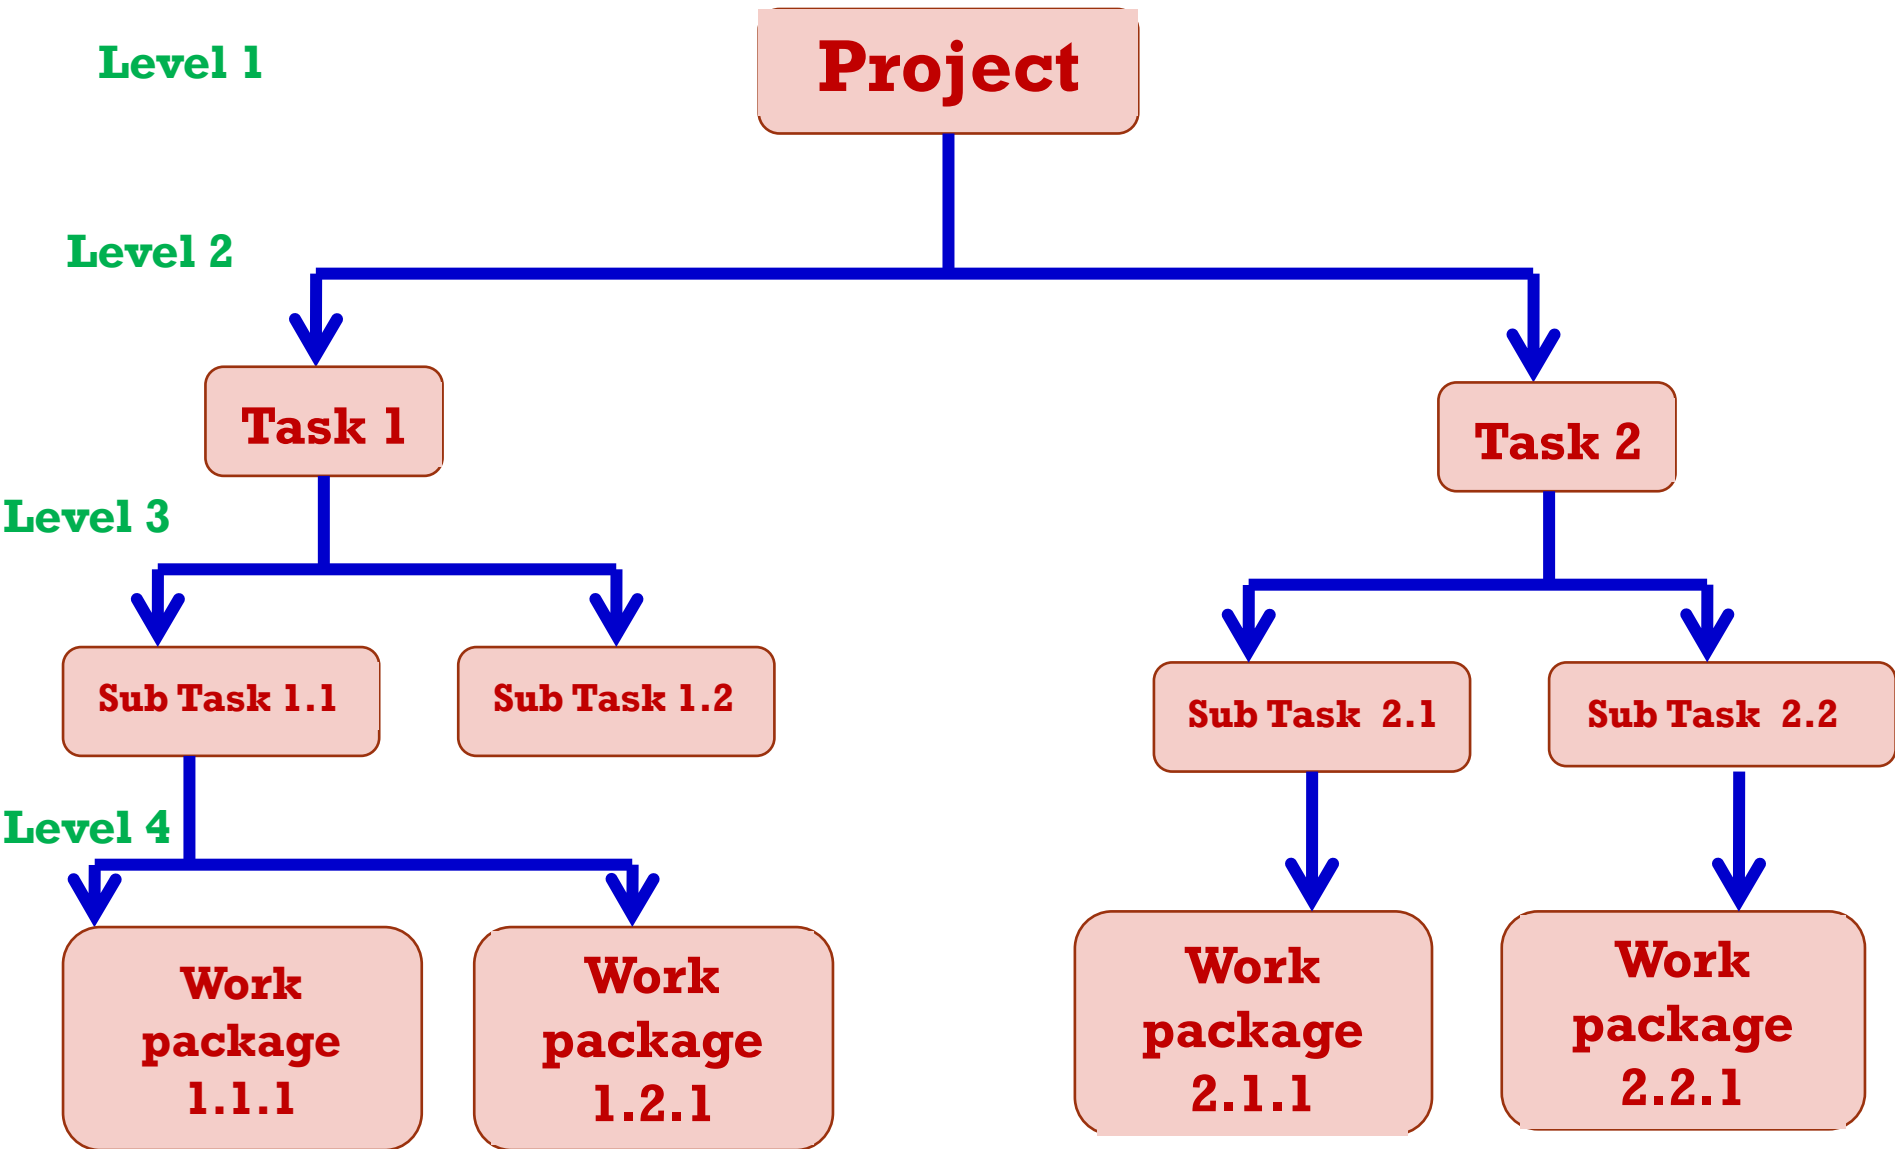 Level 1
Project
Level 2
Task 1
Task 2
Level 3
Sub Task 1.1
Sub Task 1.2
Sub Task 2.1
Sub Task 2.2
Level 4
Work
package
1.1.1
Work
package
1.2.1
Work
package
2.1.1
Work
package
2.2.1